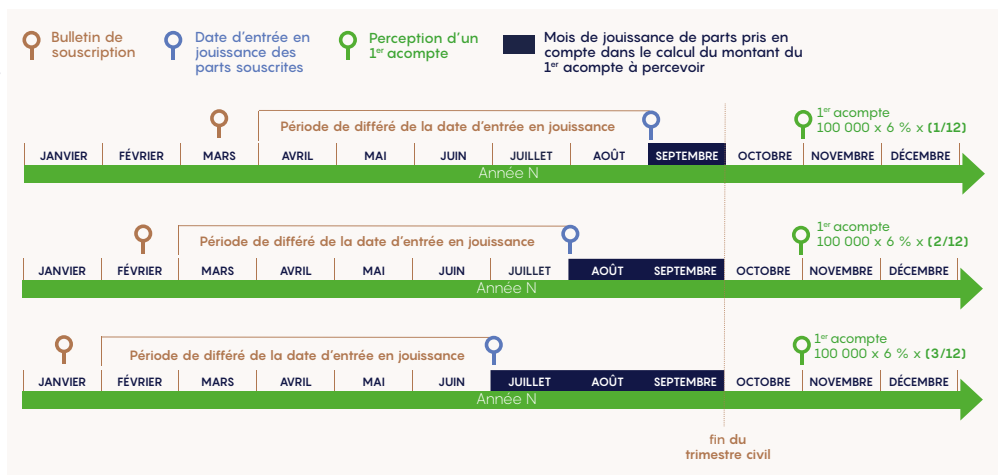 Bulletin de
souscription
Date d'entrée en
jouissance des
parts souscrites
Perception d'un
1er acompte
Mois de jouissance de parts pris en
compte dans le calcul du montant du
1er acompte à percevoir
1er acompte
100 000 x 6 % x (1/12)
Période de différé de la date d'entrée en jouissance
JANVIER FÉVRIER MARS AVRIL MAI JUIN JUILLET AOÛT SEPTEMBRE OCTOBRE NOVEMBRE DÉCEMBRE
Année N
1er acompte
100 000 x 6 % x (2/12)
Période de différé de la date d'entrée en jouissance
JANVIER FÉVRIER MARS AVRIL MAI JUIN JUILLET AOÛT SEPTEMBRE OCTOBRE NOVEMBRE DÉCEMBRE
Année N
1er acompte
100 000 x 6 % x (3/12)
Période de différé de la date d'entrée en jouissance
JANVIER FÉVRIER MARS AVRIL MAI JUIN JUILLET AOÛT SEPTEMBRE OCTOBRE NOVEMBRE DÉCEMBRE
Année N
fin du
trimestre civil